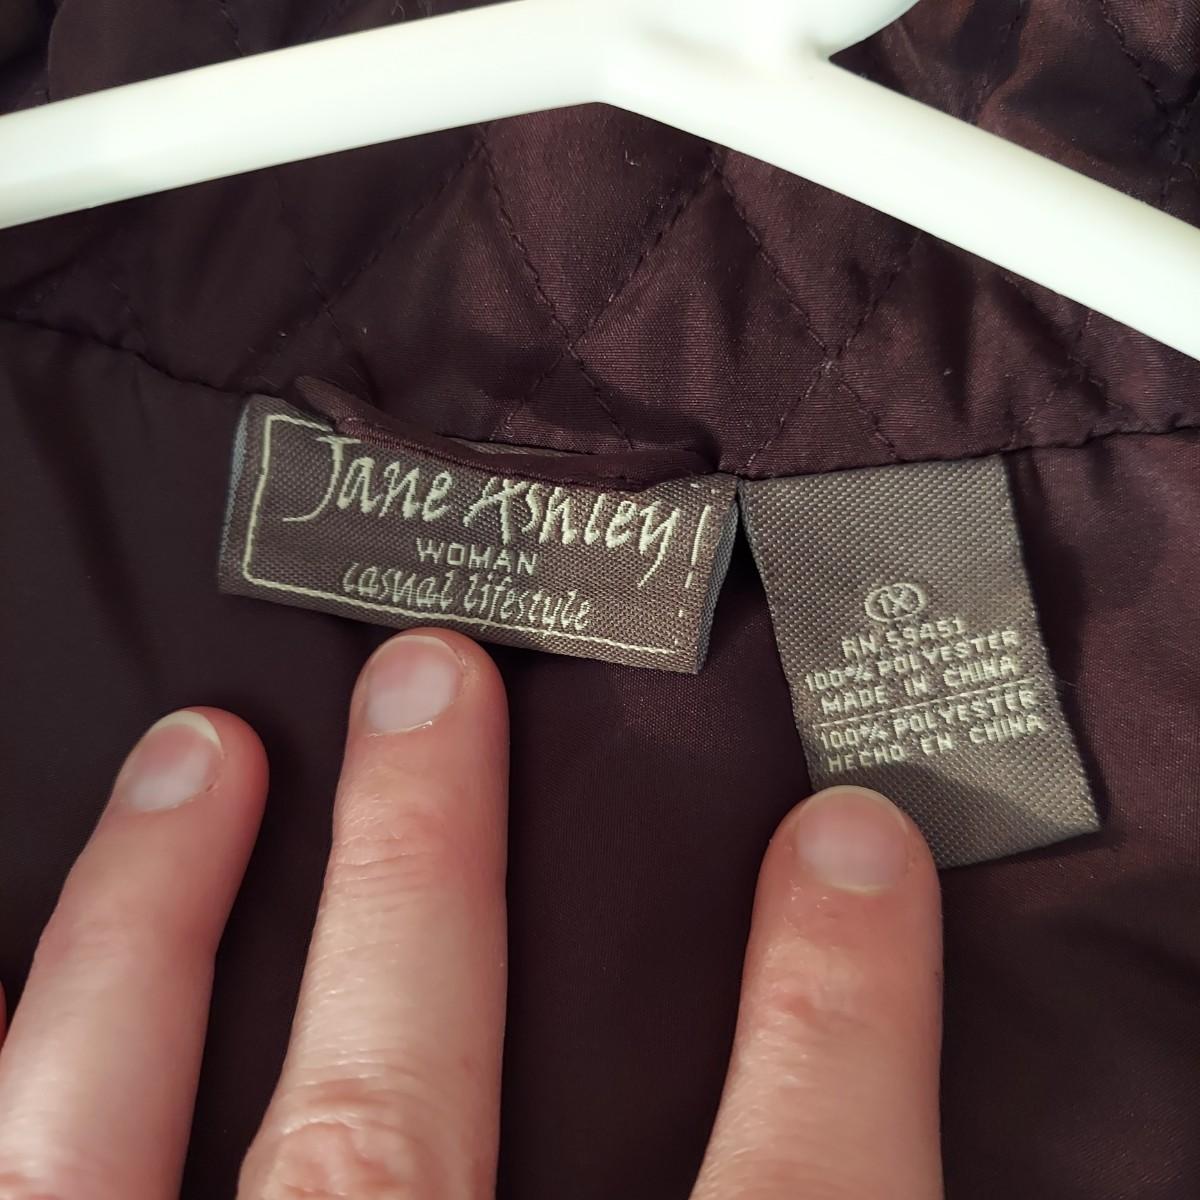 Jane Ashley
WOMAN
casual lifestyle
1X
RN 59451
100% POLYESTER
MADE IN CHINA
100% POLYESTER
HECHO EN CHINA